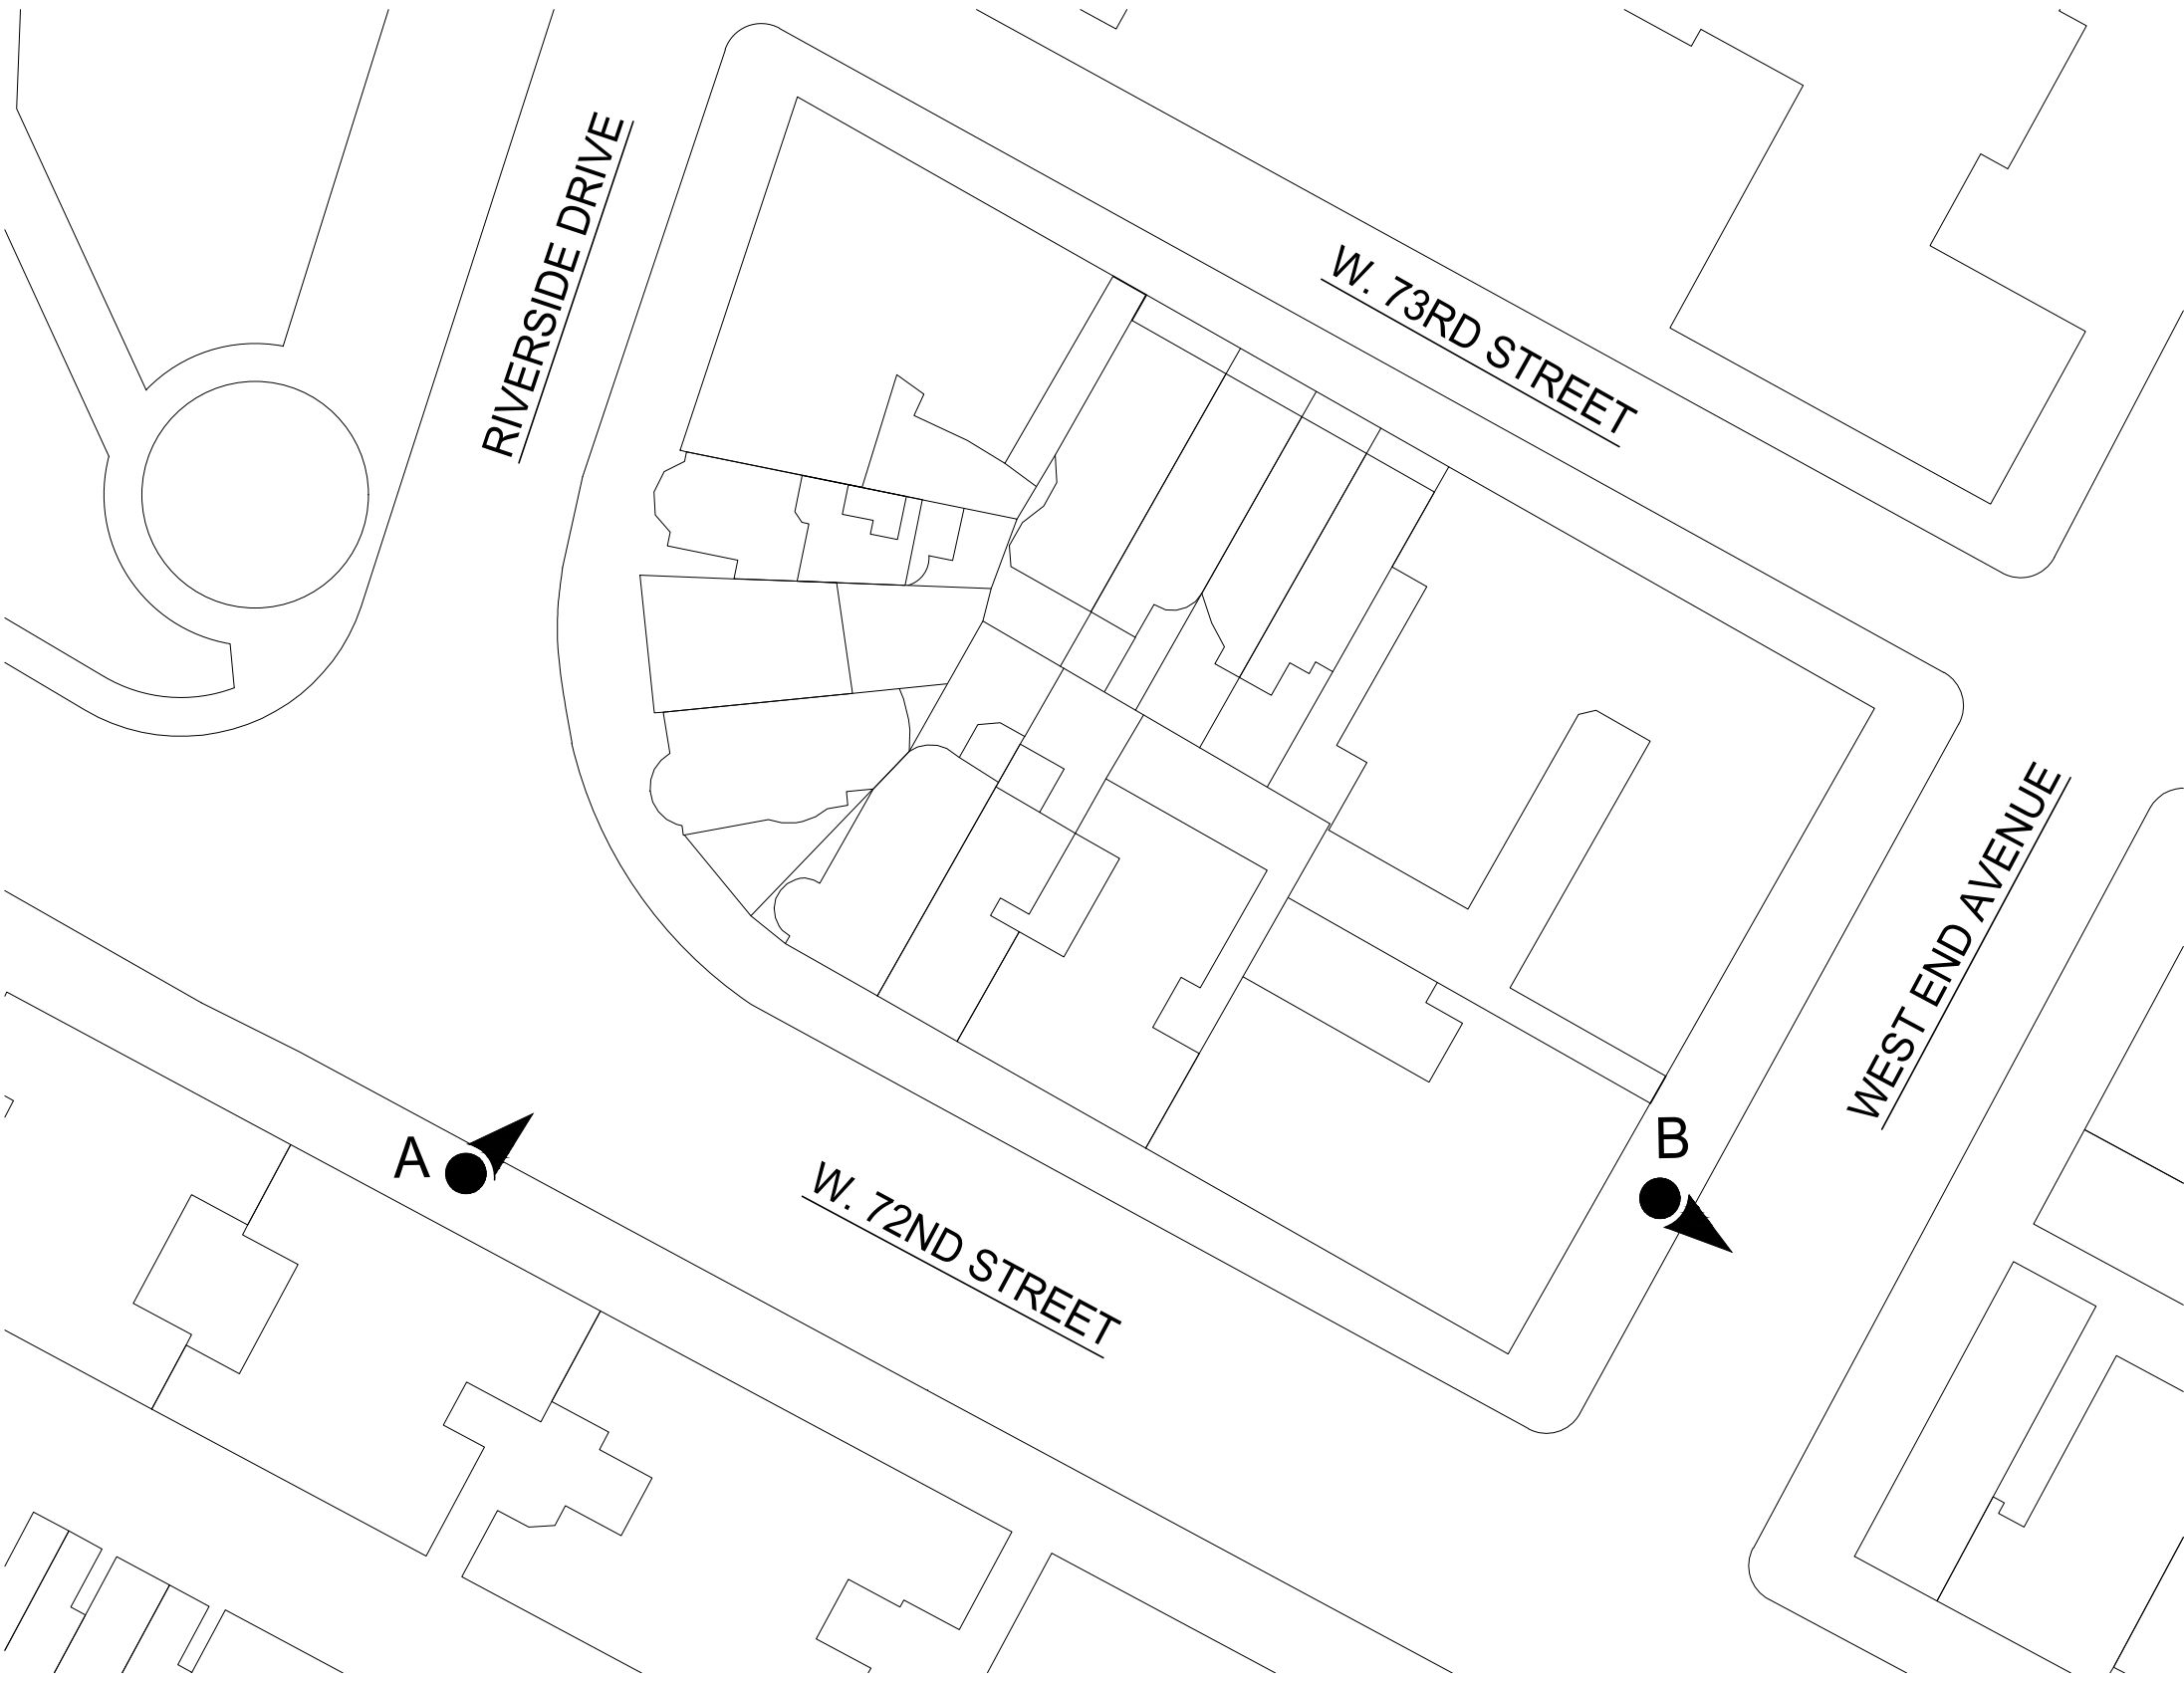 RIVERSIDE DRIVE
W. 73RD STREET
WEST END AVENUE
A
B
W. 72ND STREET